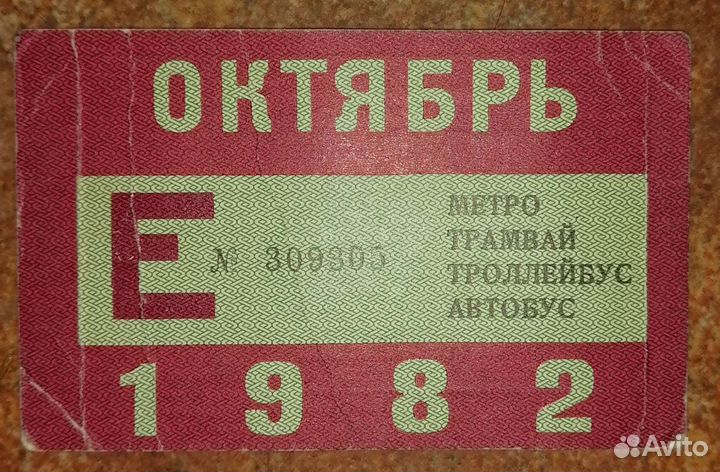 ОКТЯБРЬ
Е
№ 309305
МЕТРО
ТРАМВАЙ
ТРОЛЛЕЙБУС
АВТОБУС
1982
Avito